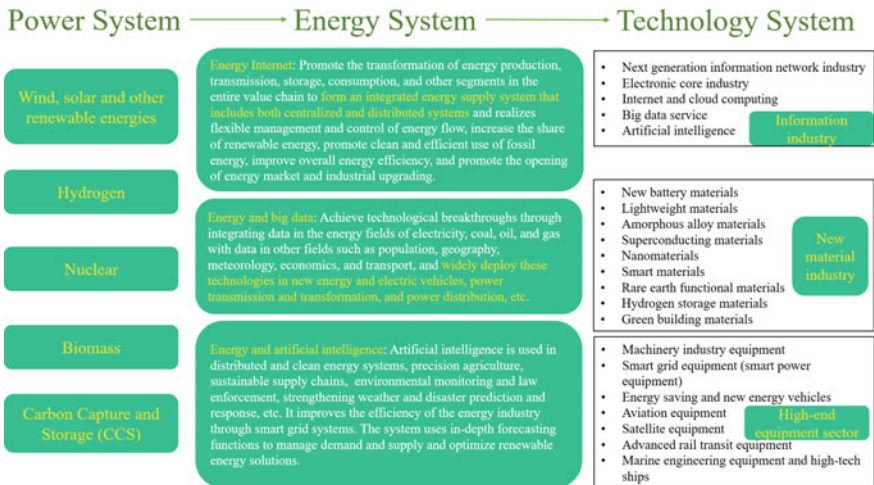 Power System
Energy System
Technology System
Wind, solar and other
renewable energies
Hydrogen
Nuclear
Biomass
Carbon Capture and
Storage (CCS)
Energy Internet: Promote the transformation of energy production,
transmission, storage, consumption, and other segments in the
entire value chain to form an integrated energy supply system that
includes both centralized and distributed systems and realizes
flexible management and control of energy flow, increase the share
of renewable energy, promote clean and efficient use of fossil
energy, improve overall energy efficiency, and promote the opening
of energy market and industrial upgrading.
Energy and big data: Achieve technological breakthroughs through
integrating data in the energy fields of electricity, coal, oil, and gas
with data in other fields such as population, geography,
meteorology, economics, and transport, and widely deploy these
technologies in new energy and electric vehicles, power
transmission and transformation, and power distribution, etc.
Energy and artificial intelligence: Artificial intelligence is used in
distributed and clean energy systems, precision agriculture,
sustainable supply chains, environmental monitoring and law
enforcement, strengthening weather and disaster prediction and
response, etc. It improves the efficiency of the energy industry
through smart grid systems. The system uses in-depth forecasting
functions to manage demand and supply and optimize renewable
energy solutions.
• Next generation information network industry
• Electronic core industry
• Internet and cloud computing
• Big data service
• Artificial intelligence
Information
industry
• New battery materials
• Lightweight materials
• Amorphous alloy materials
• Superconducting materials
• Nanomaterials
• Smart materials
• Rare earth functional materials
• Hydrogen storage materials
• Green building materials
New
material
industry
• Machinery industry equipment
• Smart grid equipment (smart power
equipment)
• Energy saving and new energy vehicles
• Aviation equipment
• Satellite equipment
• Advanced rail transit equipment
• Marine engineering equipment and high-tech
ships
High-end
equipment sector